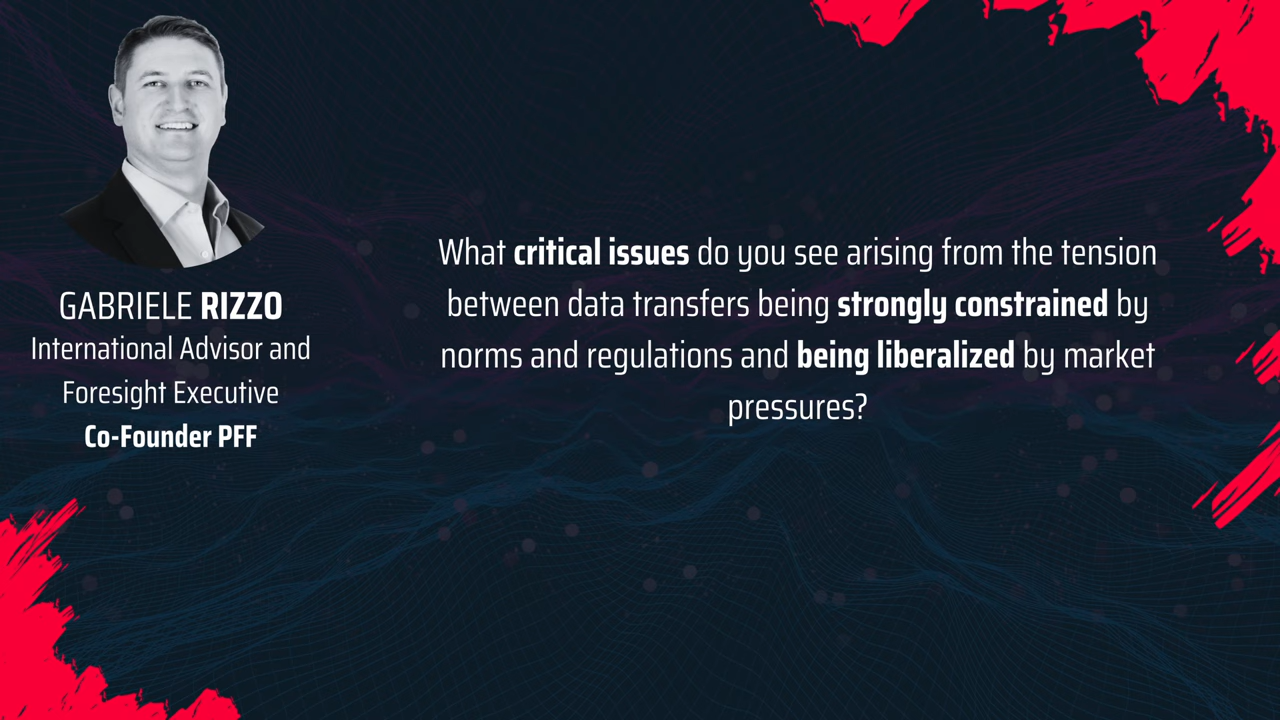 GABRIELE RIZZO
International Advisor and
Foresight Executive
Co-Founder PFF
What critical issues do you see arising from the tension
between data transfers being strongly constrained by
norms and regulations and being liberalized by market
pressures?